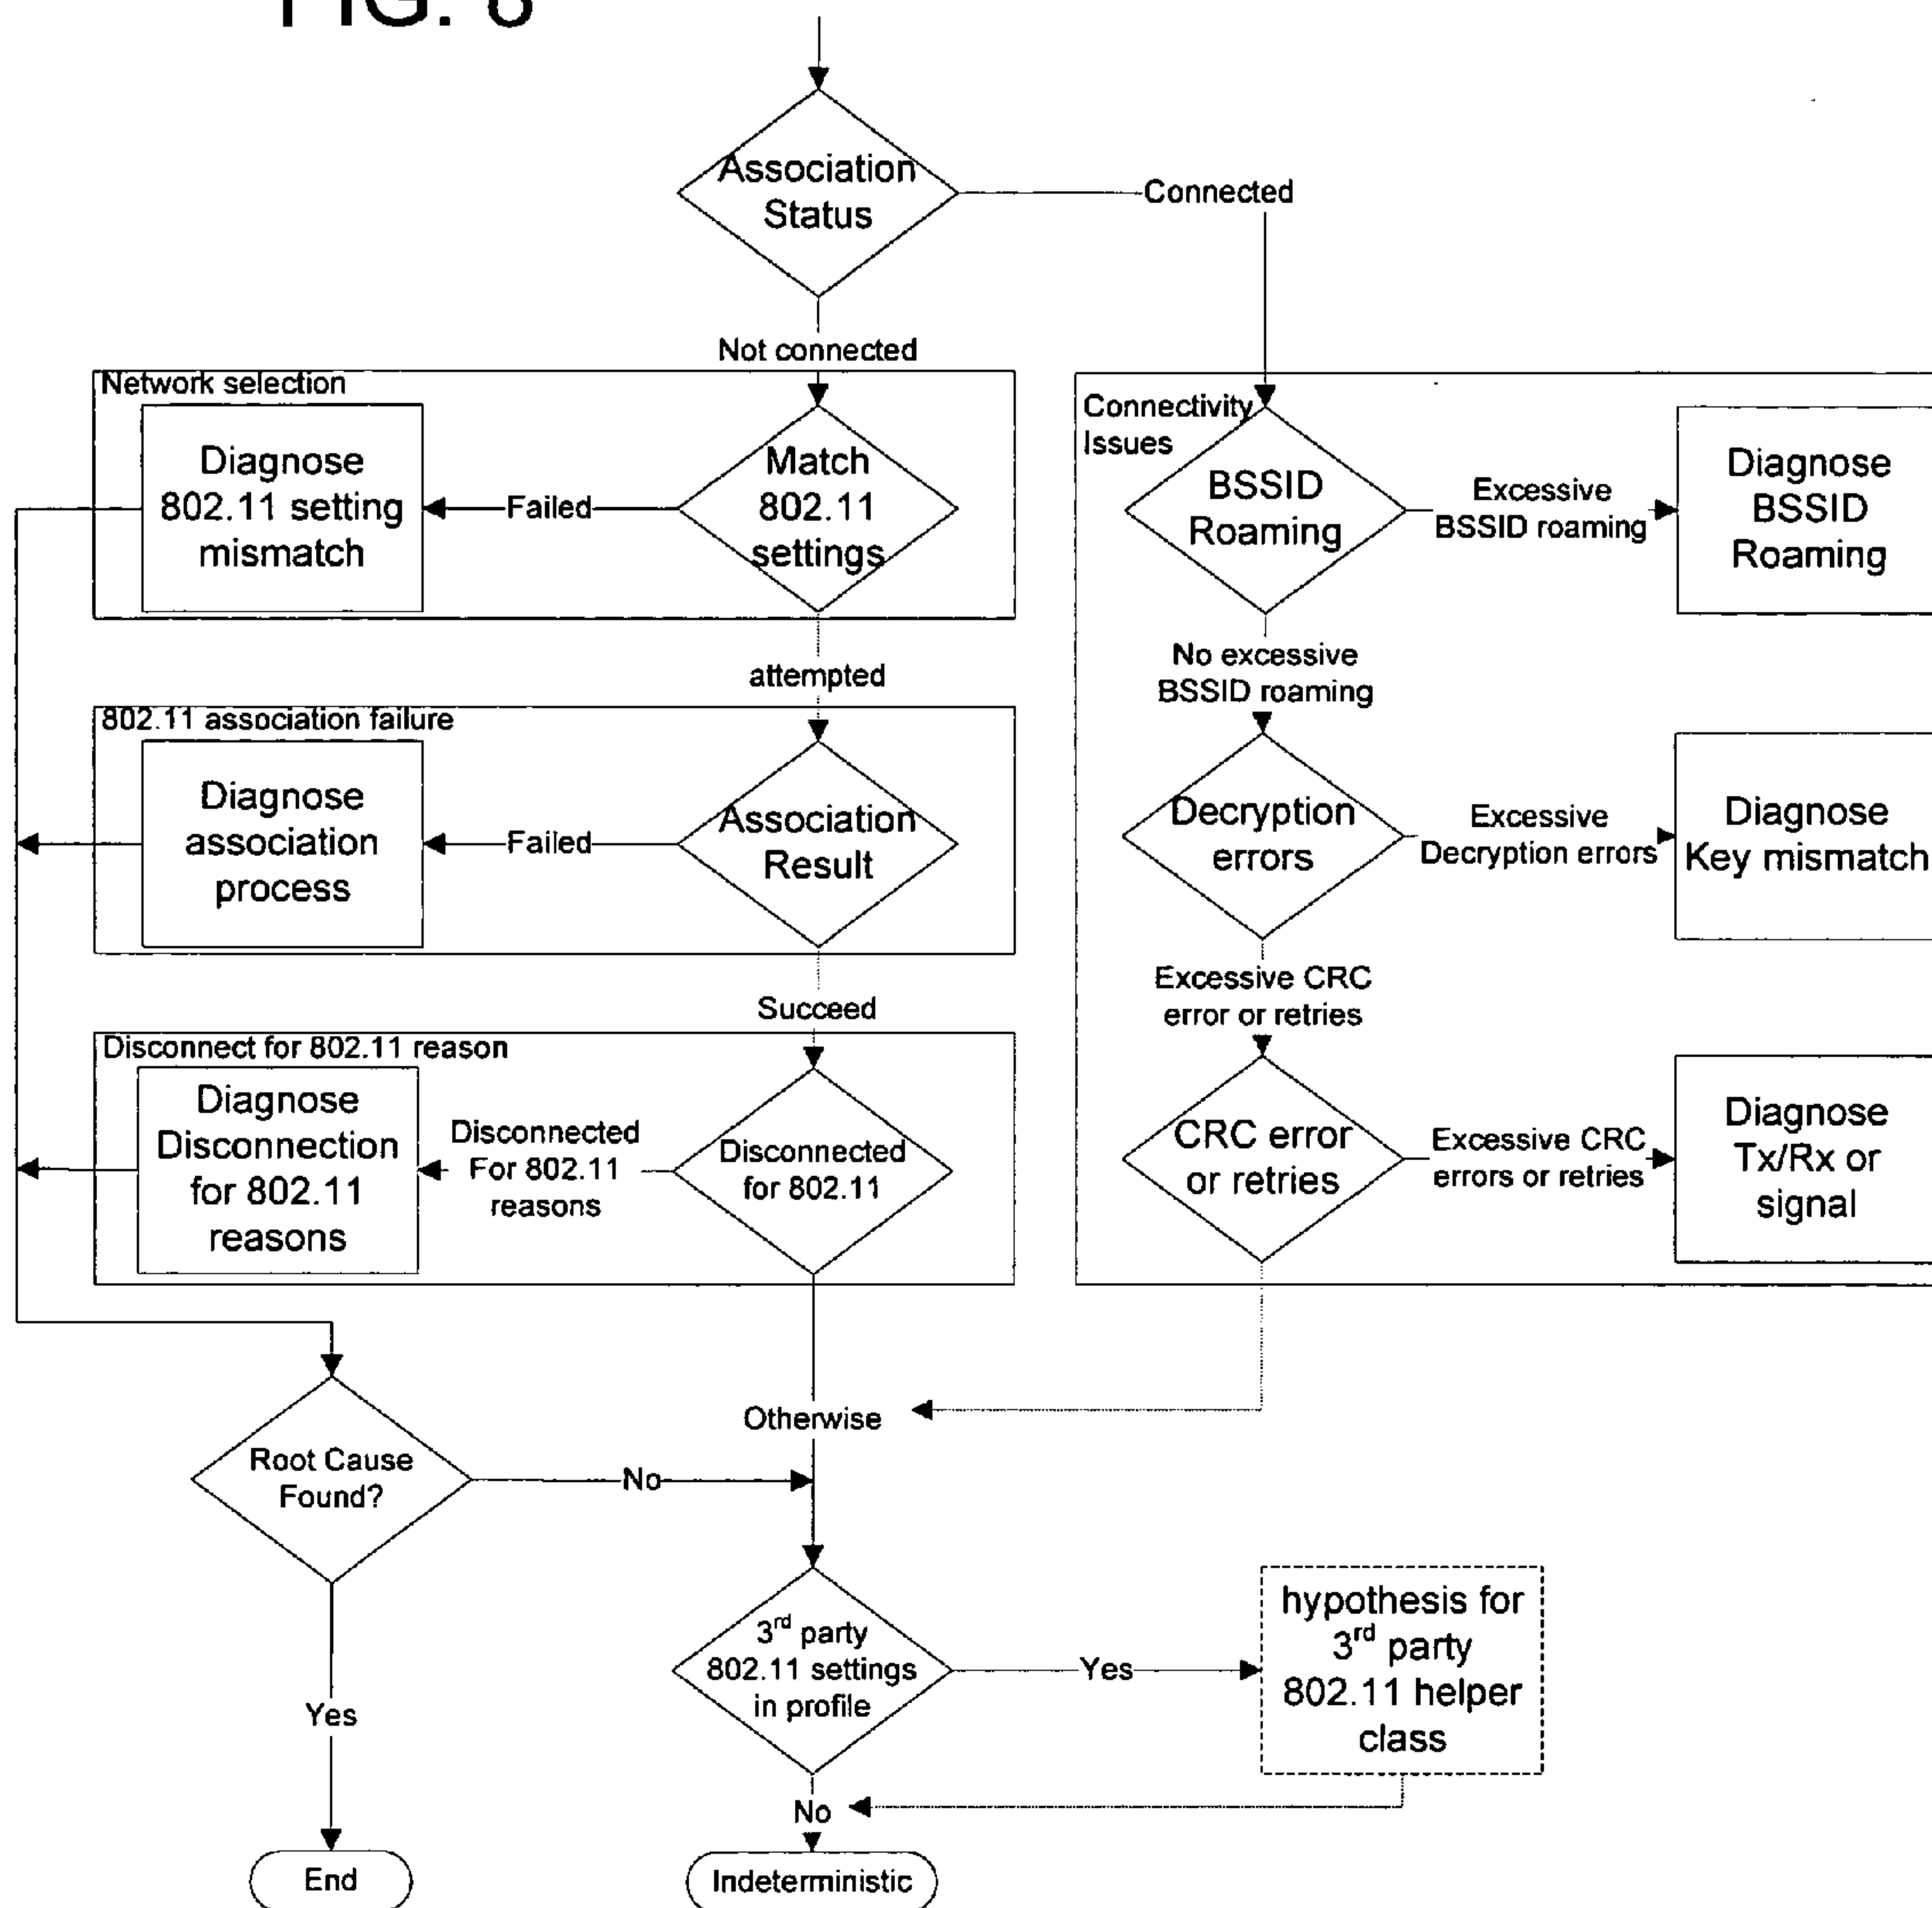 FIG. 8
Association
Status
Connected
Not connected
Network selection
Diagnose
802.11 setting
mismatch
Failed
Match
802.11
settings
attempted
802.11 association failure
Diagnose
association
process
Failed
Association
Result
Succeed
Disconnect for 802.11 reason
Diagnose
Disconnection
for 802.11
reasons
Disconnected
For 802.11
reasons
Disconnected
for 802.11
Connectivity
Issues
BSSID
Roaming
Excessive
BSSID roaming
Diagnose
BSSID
Roaming
No excessive
BSSID roaming
Decryption
errors
Excessive
Decryption errors
Diagnose
Key mismatch
Excessive CRC
error or retries
CRC error
or retries
Excessive CRC
errors or retries
Diagnose
Tx/Rx or
signal
Otherwise
Root Cause
Found?
No
Yes
3rd party
802.11 settings
in profile
Yes
hypothesis for
3rd party
802.11 helper
class
No
End
Indeterministic